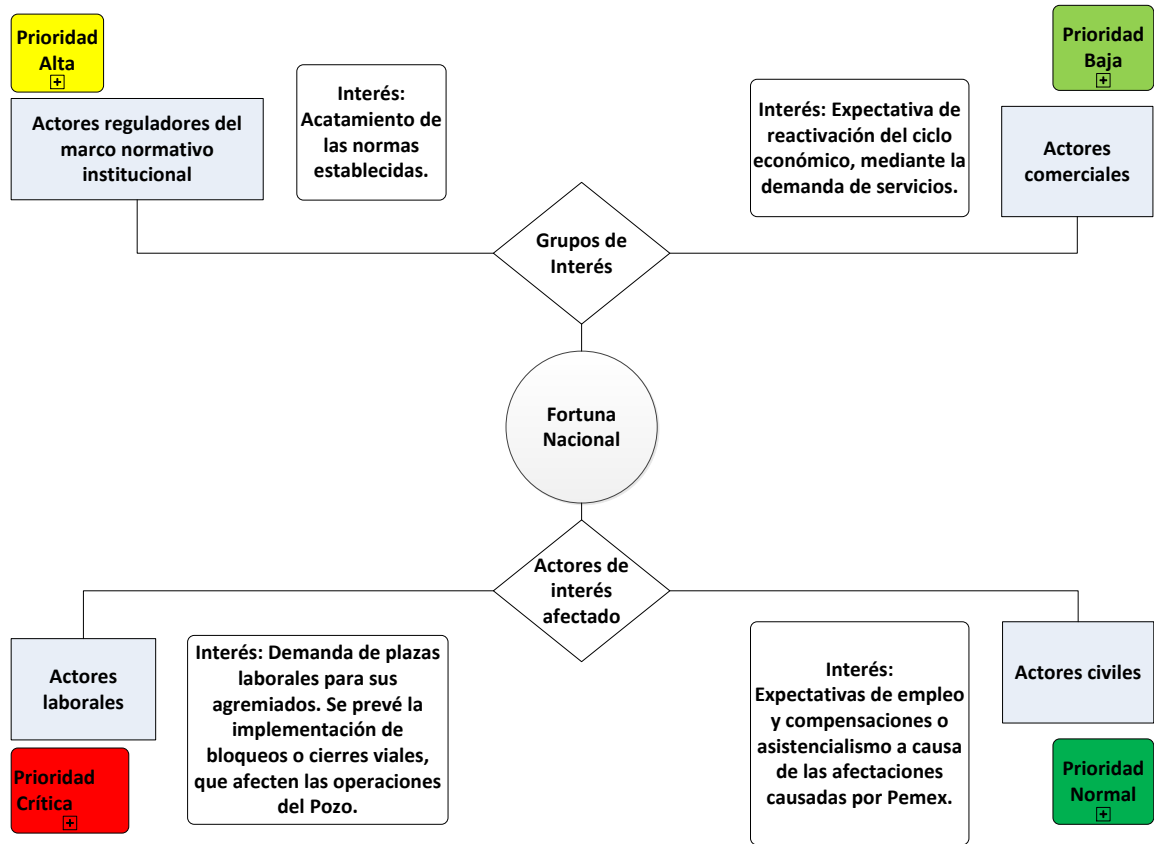 Prioridad
Alta
Actores reguladores del
marco normativo
institucional
Interés:
Acatamiento de
las normas
establecidas.
Interés: Expectativa de
reactivación del ciclo
económico, mediante la
demanda de servicios.
Prioridad
Baja
Actores
comerciales
Grupos de
Interés
Fortuna
Nacional
Actores de
interés
afectado
Actores
laborales
Prioridad
Crítica
Interés: Demanda de plazas
laborales para sus
agremiados. Se prevé la
implementación de
bloqueos o cierres viales,
que afecten las operaciones
del Pozo.
Interés:
Expectativas de empleo
y compensaciones o
asistencialismo a causa
de las afectaciones
causadas por Pemex.
Actores civiles
Prioridad
Normal